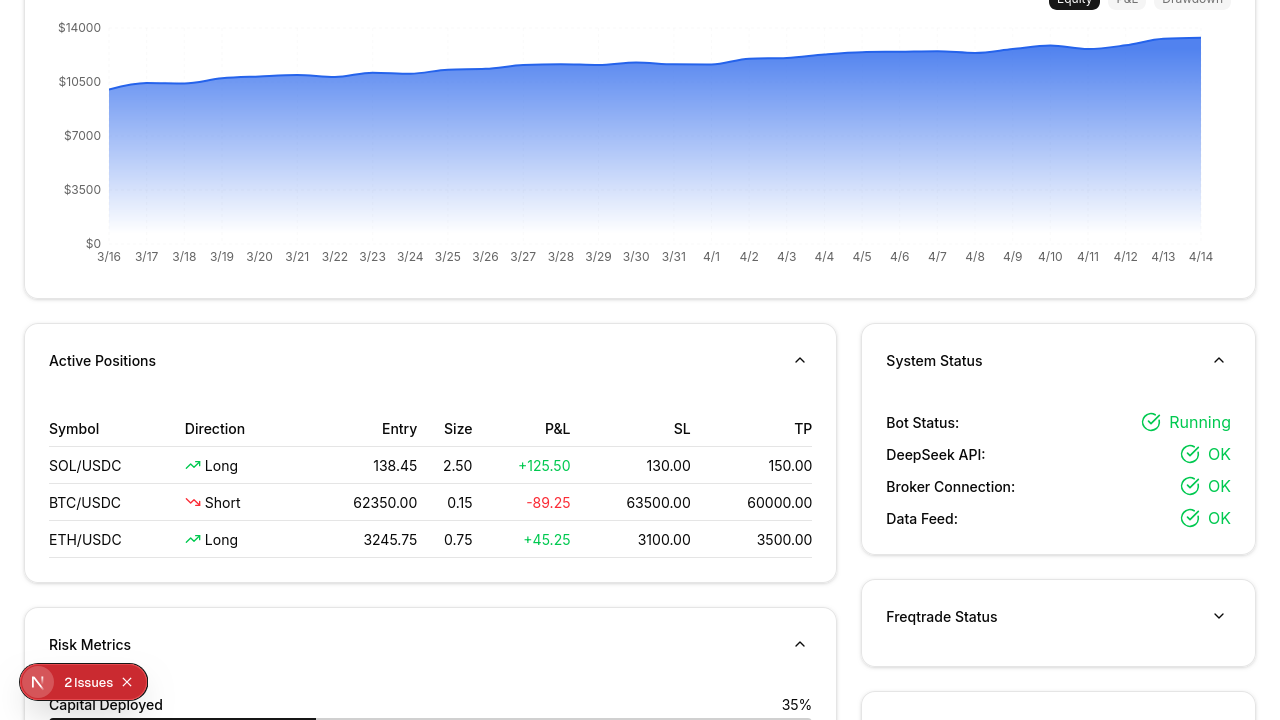 Equity P&L Drawdown
$14000
$10500
$7000
$3500
$0
3/16 3/17 3/18 3/19 3/20 3/21 3/22 3/23 3/24 3/25 3/26 3/27 3/28 3/29 3/30 3/31 4/1 4/2 4/3 4/4 4/5 4/6 4/7 4/8 4/9 4/10 4/11 4/12 4/13 4/14
Active Positions
Symbol Direction Entry Size P&L SL TP
SOL/USDC Long 138.45 2.50 +125.50 130.00 150.00
BTC/USDC Short 62350.00 0.15 -89.25 63500.00 60000.00
ETH/USDC Long 3245.75 0.75 +45.25 3100.00 3500.00
System Status
Bot Status: Running
DeepSeek API: OK
Broker Connection: OK
Data Feed: OK
Freqtrade Status
Risk Metrics
Capital Deployed 35%
N 2 Issues